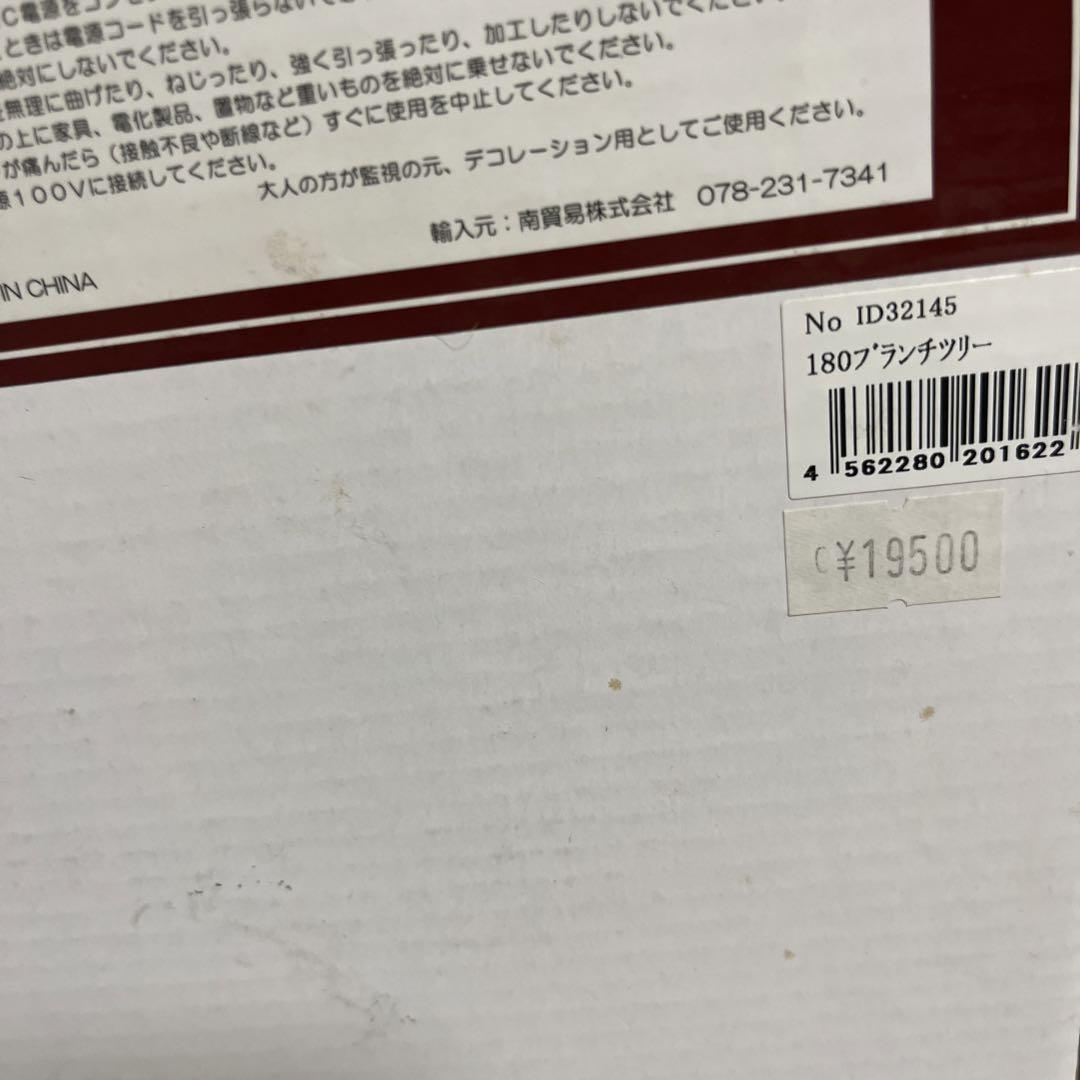 C電源をコンセ
ときは電源コードを引っ張らないで
絶対にしないでください。
無理に曲げたり、ねじったり、強く引っ張ったり、加工したりしないでください
の上に家具、電化製品、置物など重いものを絶対に乗せないでください。
が痛んだら（接触不良や断線など）すぐに使用を中止してください。
源100Vに接続してください。
大人の方が監視の元、デコレーション用としてご使用ください。
輸入元：南貿易株式会社 078-231-7341
IN CHINA
No ID32145
180ブランチツリー
4 562280 201622
C¥19500